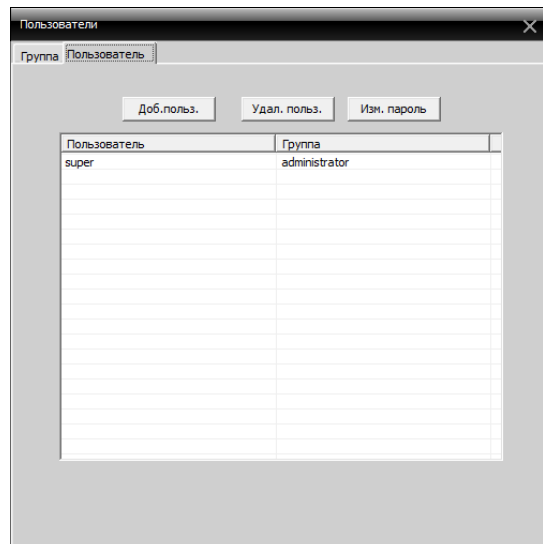 Пользователи
Группа Пользователь
Доб.польз. Удал. польз. Изм. пароль
Пользователь Группа
super administrator